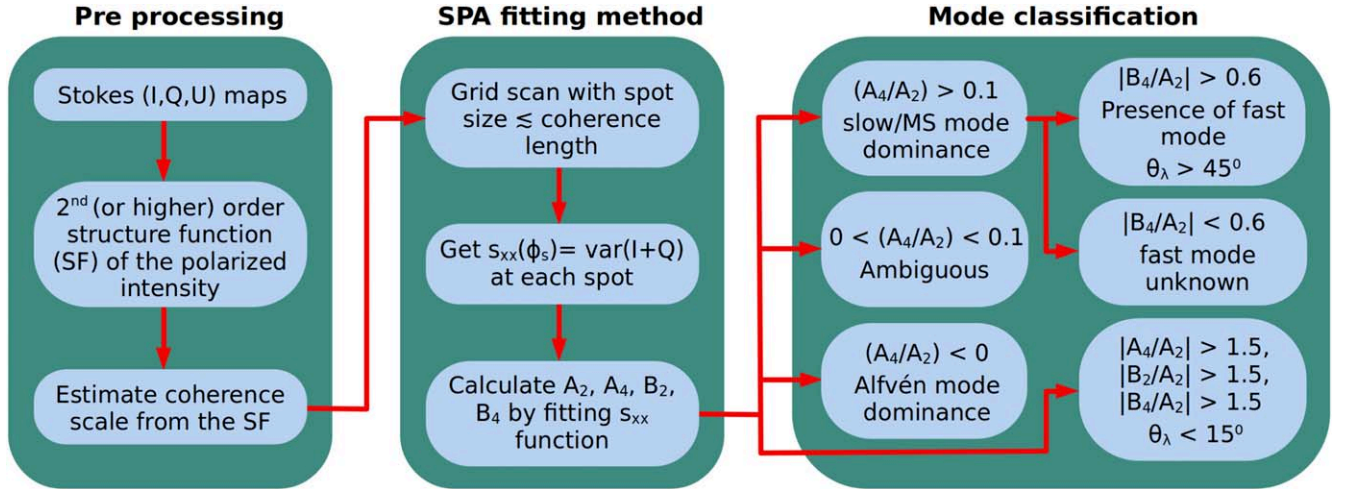 Pre processing
Stokes (I,Q,U) maps
2nd (or higher) order
structure function
(SF) of the polarized
intensity
Estimate coherence
scale from the SF
SPA fitting method
Grid scan with spot
size ≲ coherence
length
Get sxx(ϕs)= var(I+Q)
at each spot
Calculate A2, A4, B2,
B4 by fitting sxx
function
Mode classification
(A4/A2) > 0.1
slow/MS mode
dominance
0 < (A4/A2) < 0.1
Ambiguous
(A4/A2) < 0
Alfvén mode
dominance
|B4/A2| > 0.6
Presence of fast
mode
θλ > 45⁰
|B4/A2| < 0.6
fast mode
unknown
|A4/A2| > 1.5,
|B2/A2| > 1.5,
|B4/A2| > 1.5
θλ < 15⁰